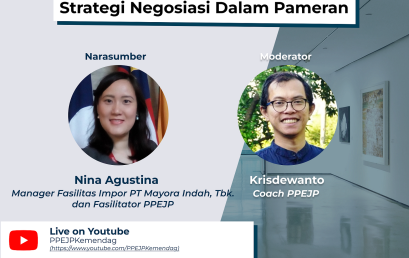 Strategi Negosiasi Dalam Pameran
Narasumber
Moderator
Nina Agustina
Manager Fasilitas Impor PT Mayora Indah, Tbk.
dan Fasilitator PPEJP
Krisdewanto
Coach PPEJP
Live on Youtube
PPEJPKemendag
(https://www.youtube.com/PPEJPKemendag)